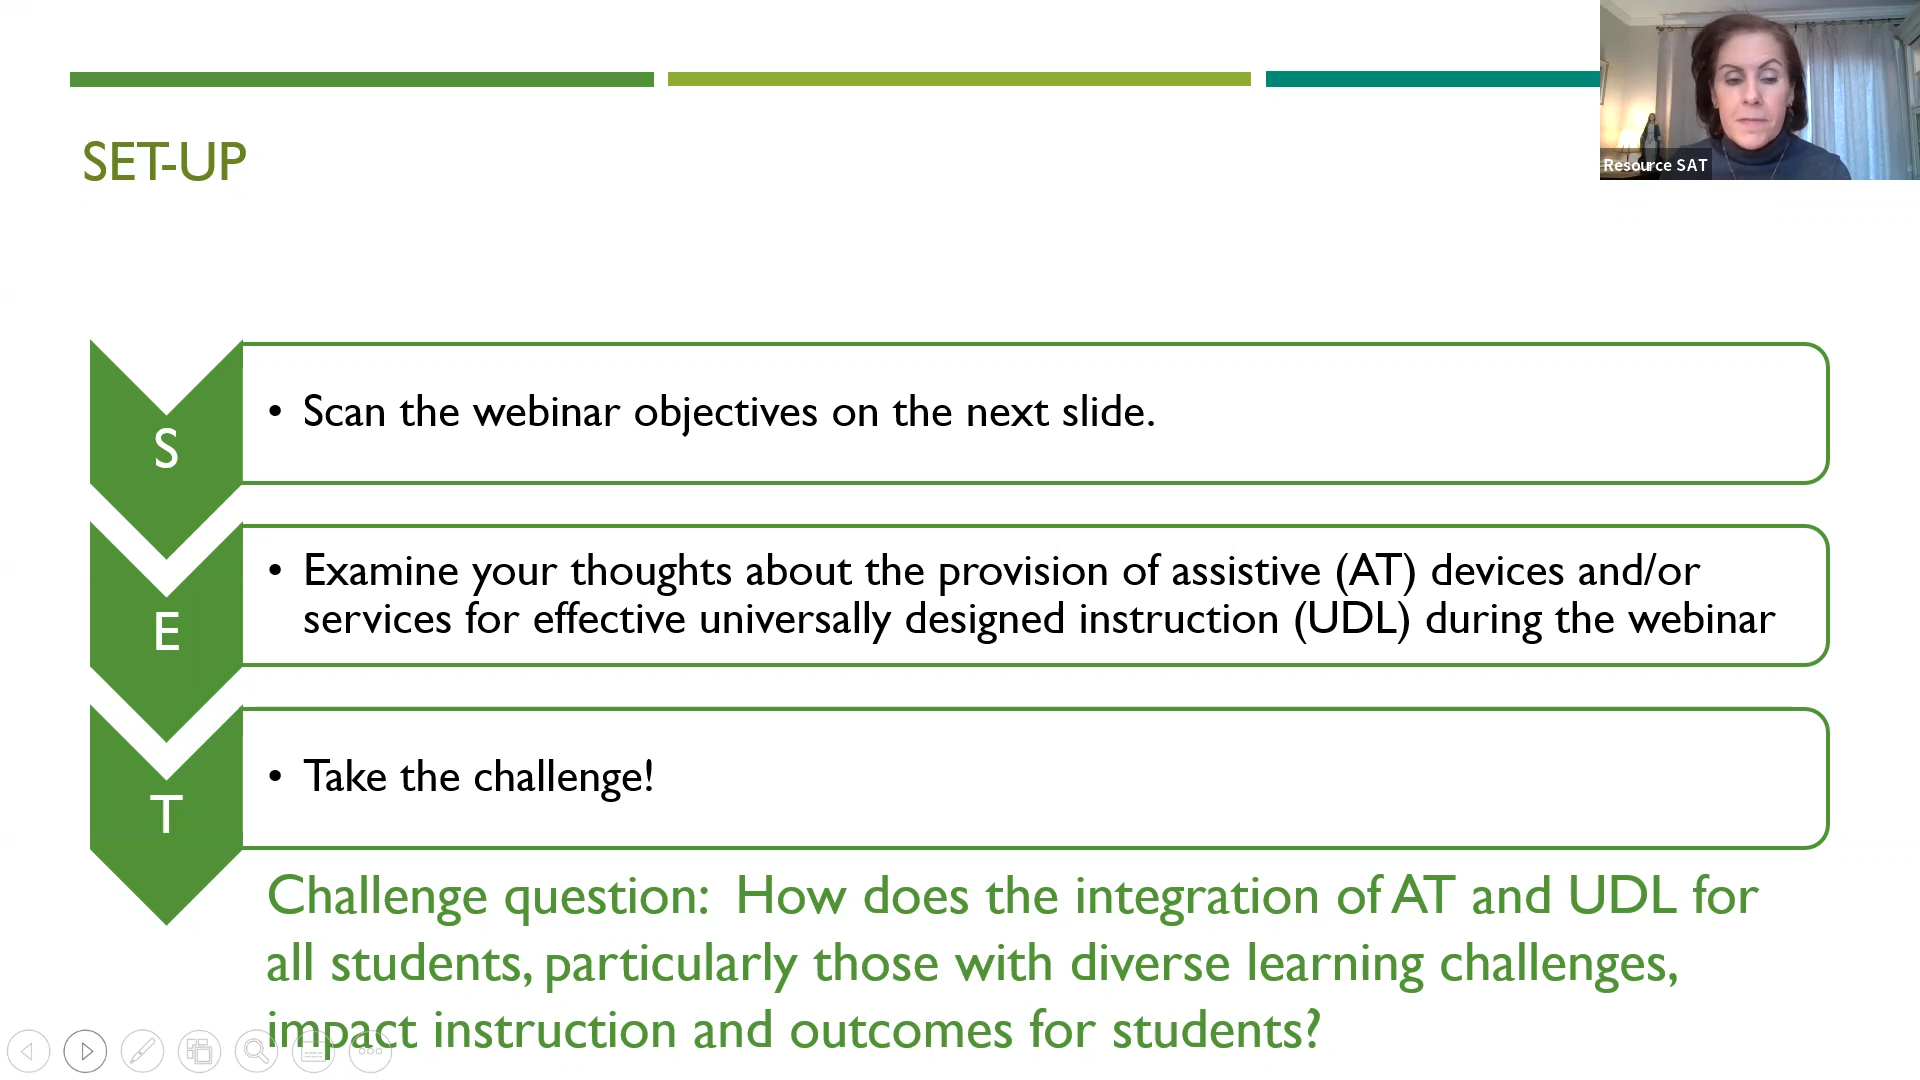 SET-UP
Resource SAT
S
• Scan the webinar objectives on the next slide.
E
• Examine your thoughts about the provision of assistive (AT) devices and/or
services for effective universally designed instruction (UDL) during the webinar
T
• Take the challenge!
Challenge question:  How does the integration of AT and UDL for
all students, particularly those with diverse learning challenges,
impact instruction and outcomes for students?